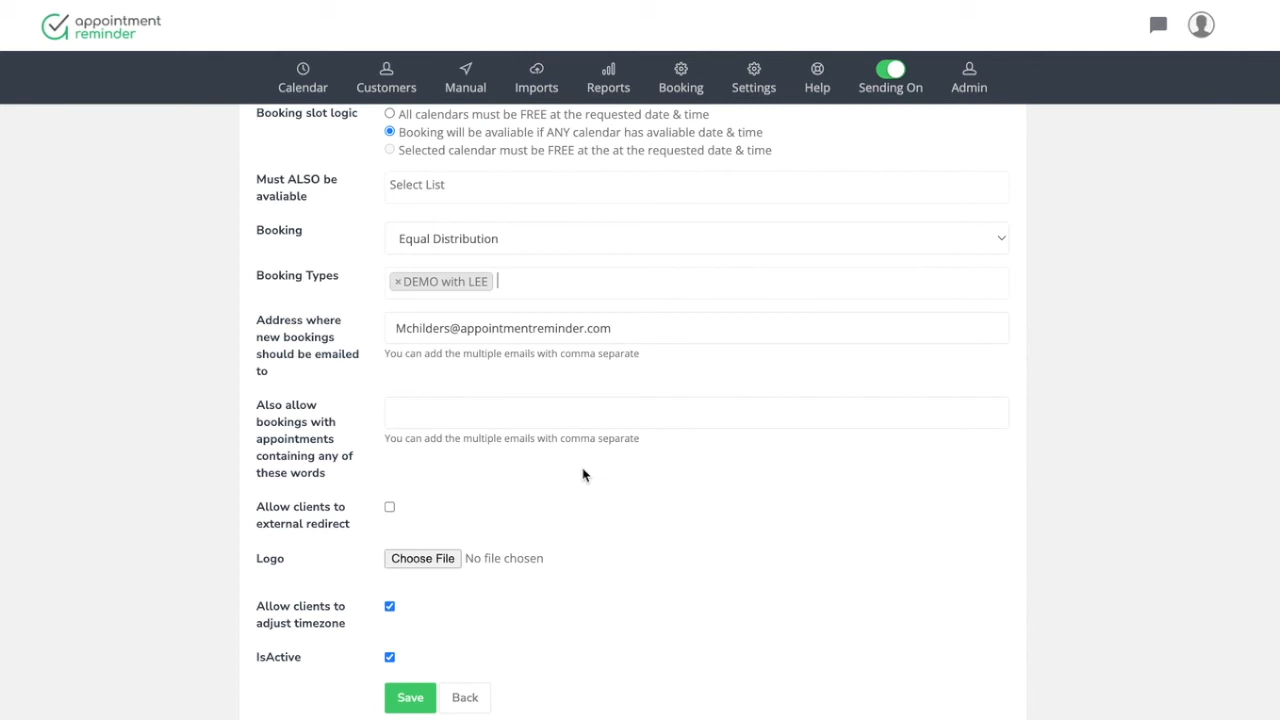 appointment
reminder
Calendar
Customers
Manual
Imports
Reports
Booking
Settings
Help
Sending On
Admin
Booking slot logic
All calendars must be FREE at the requested date & time
Booking will be avaliable if ANY calendar has avaliable date & time
Selected calendar must be FREE at the at the requested date & time
Must ALSO be
avaliable
Select List
Booking
Equal Distribution
Booking Types
×DEMO with LEE
Address where
new bookings
should be emailed
to
Mchilders@appointmentreminder.com
You can add the multiple emails with comma separate
Also allow
bookings with
appointments
containing any of
these words
You can add the multiple emails with comma separate
Allow clients to
external redirect
Logo
Choose File No file chosen
Allow clients to
adjust timezone
IsActive
Save
Back